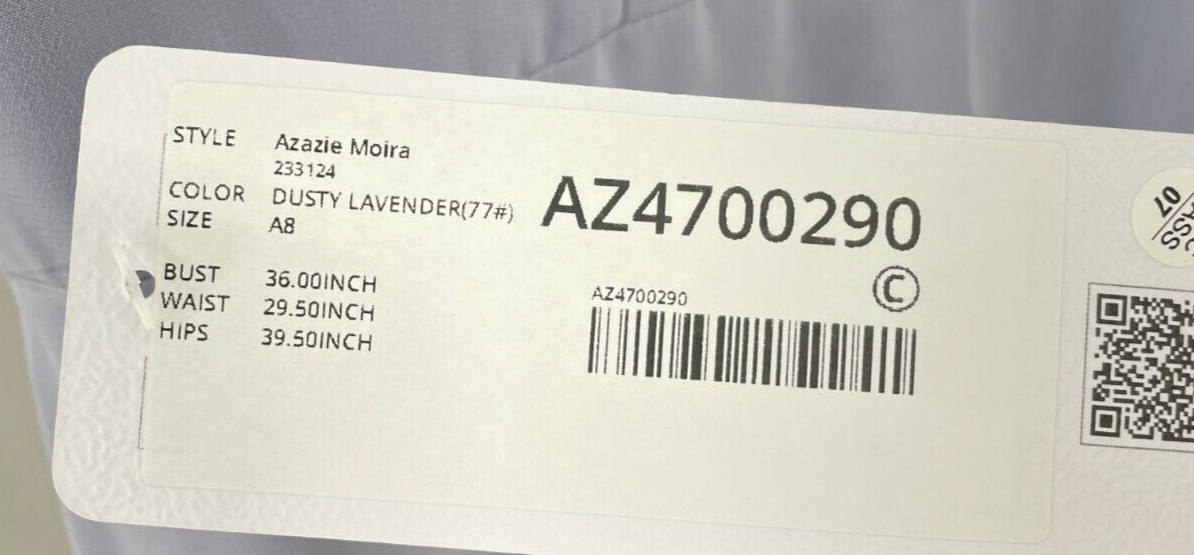 STYLE Azazie Moira
233124
COLOR DUSTY LAVENDER(77#)
SIZE A8
BUST 36.00INCH
WAIST 29.50INCH
HIPS 39.50INCH
AZ4700290
©
AZ4700290
07